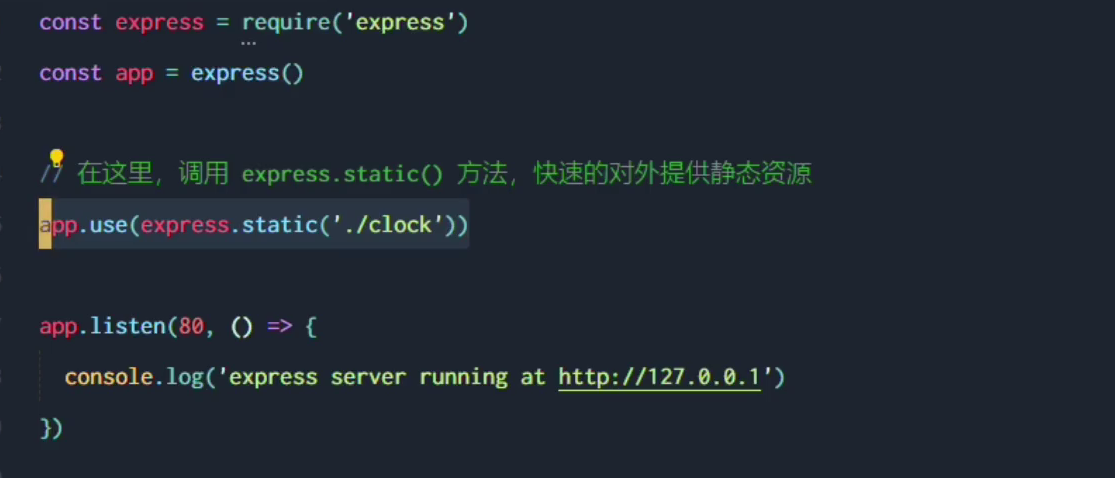 const express = require('express')
const app = express()
// 在这里，调用 express.static() 方法，快速的对外提供静态资源
app.use(express.static('./clock'))
app.listen(80, () => {
console.log('express server running at http://127.0.0.1')
})